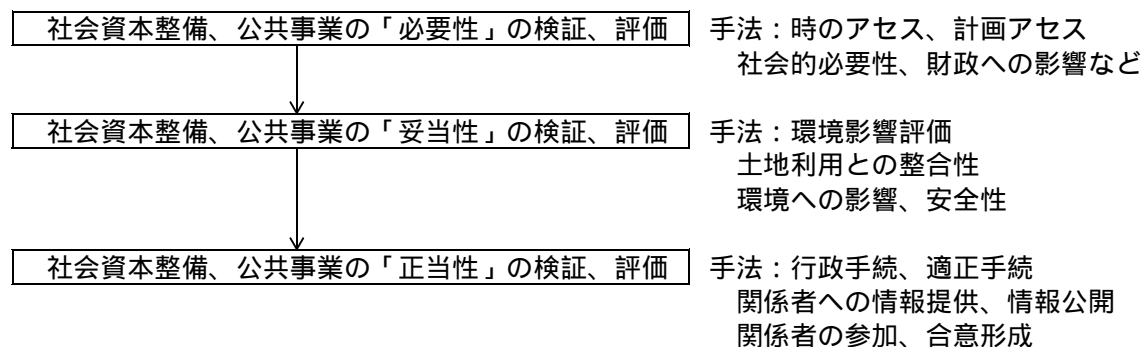 社会資本整備、公共事業の「必要性」の検証、評価 手法：時のアセス、計画アセス
社会的必要性、財政への影響など
社会資本整備、公共事業の「妥当性」の検証、評価 手法：環境影響評価
土地利用との整合性
環境への影響、安全性
社会資本整備、公共事業の「正当性」の検証、評価 手法：行政手続、適正手続
関係者への情報提供、情報公開
関係者の参加、合意形成